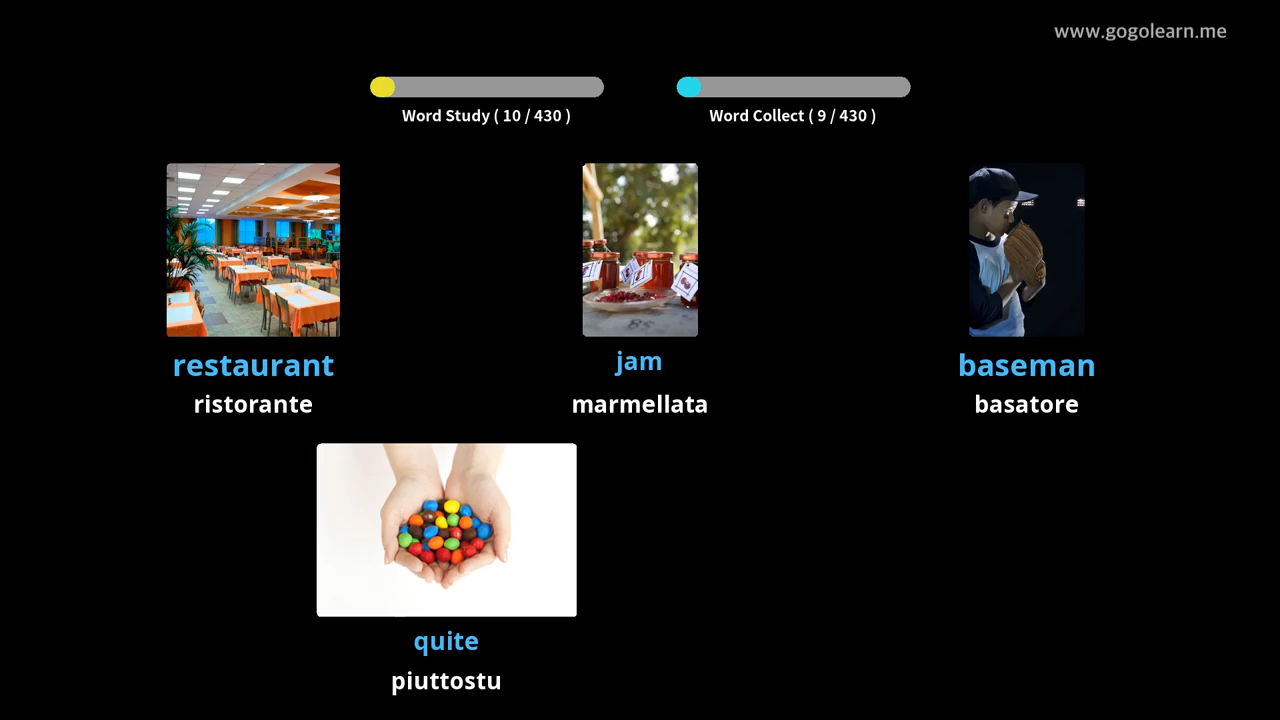 www.gogolearn.me
Word Study ( 10 / 430 )
Word Collect ( 9 / 430 )
restaurant
ristorante
jam
marmellata
baseman
basatore
quite
piuttostu